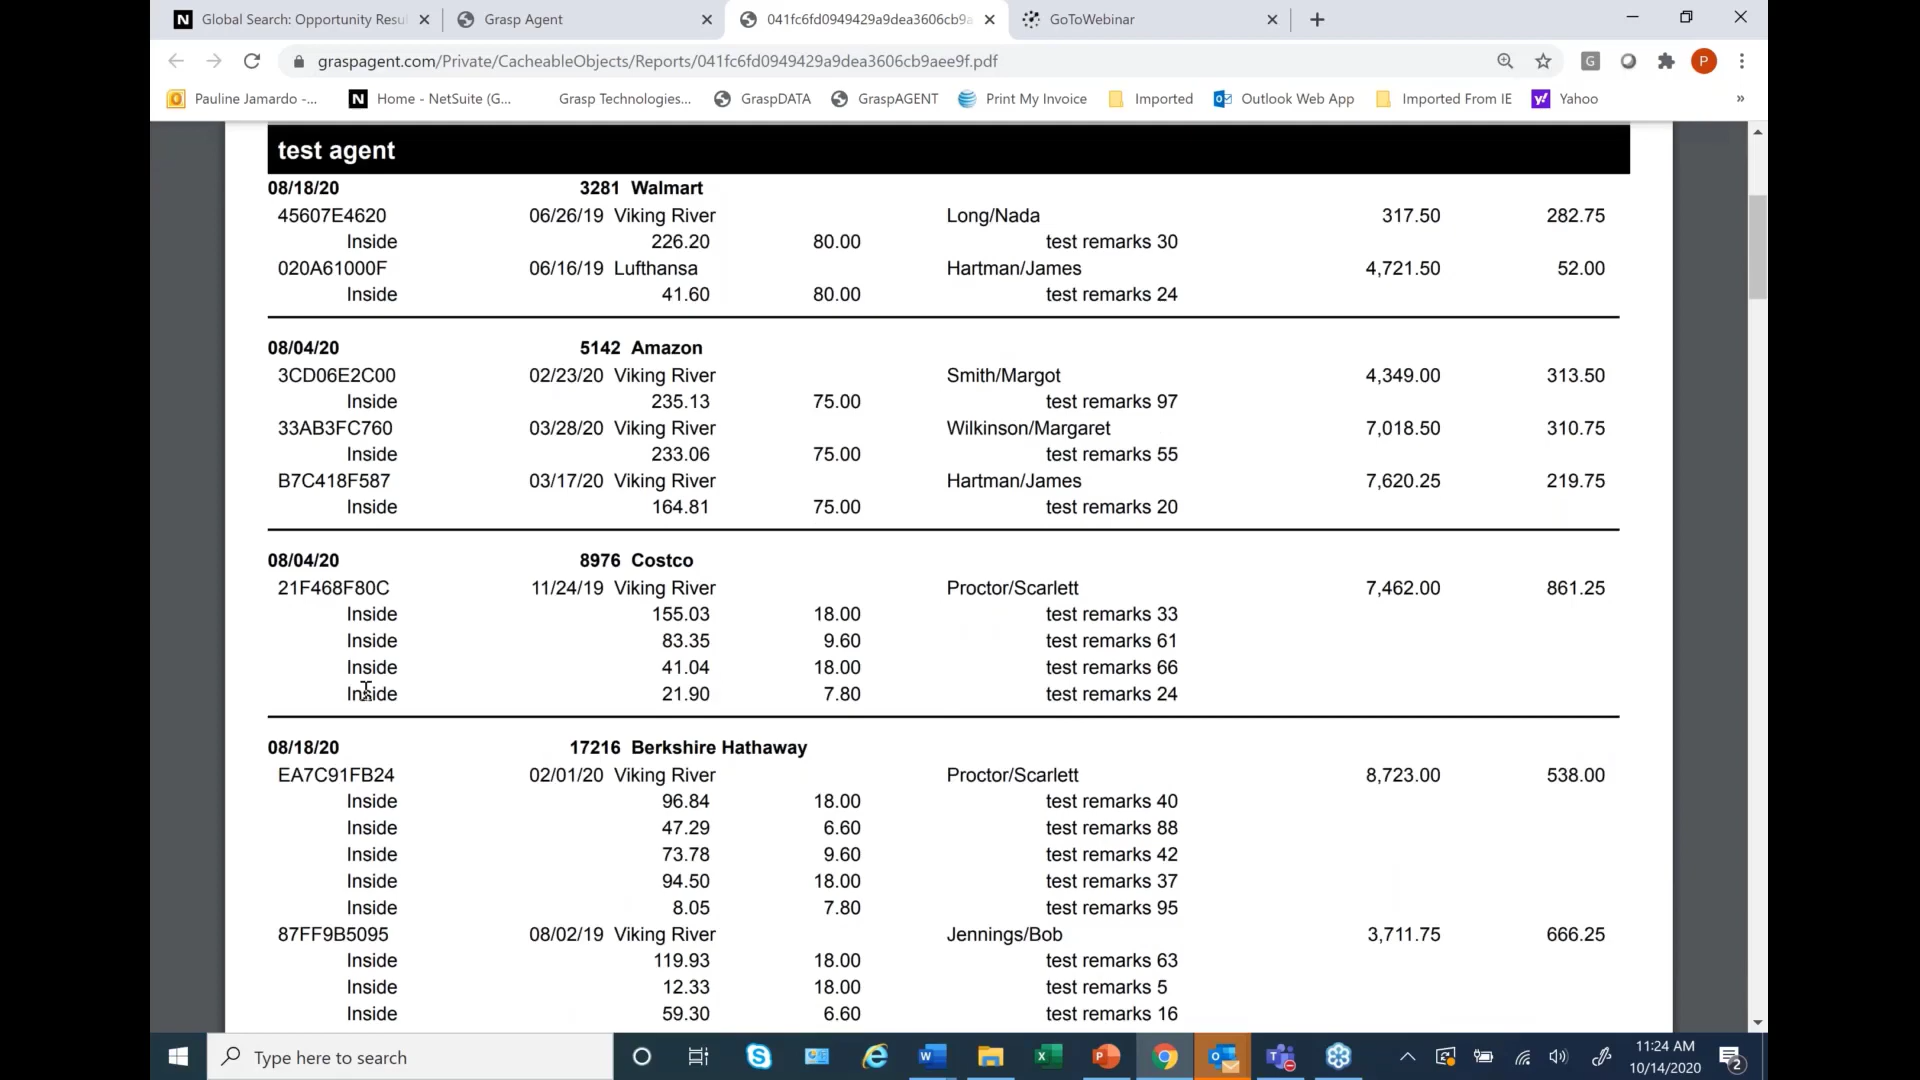 Global Search: Opportunity Resul
Grasp Agent
041fc6fd0949429a9dea3606cb9a
GoToWebinar
graspagent.com/Private/CacheableObjects/Reports/041fc6fd0949429a9dea3606cb9aee9f.pdf
G
P
Pauline Jamardo -... N Home - NetSuite (G... Grasp Technologies... GraspDATA GraspAGENT Print My Invoice Imported Outlook Web App Imported From IE Yahoo »
test agent
08/18/20 3281 Walmart
45607E4620 06/26/19 Viking River Long/Nada 317.50 282.75
Inside 226.20 80.00 test remarks 30
020A61000F 06/16/19 Lufthansa Hartman/James 4,721.50 52.00
Inside 41.60 80.00 test remarks 24
08/04/20 5142 Amazon
3CD06E2C00 02/23/20 Viking River Smith/Margot 4,349.00 313.50
Inside 235.13 75.00 test remarks 97
33AB3FC760 03/28/20 Viking River Wilkinson/Margaret 7,018.50 310.75
Inside 233.06 75.00 test remarks 55
B7C418F587 03/17/20 Viking River Hartman/James 7,620.25 219.75
Inside 164.81 75.00 test remarks 20
08/04/20 8976 Costco
21F468F80C 11/24/19 Viking River Proctor/Scarlett 7,462.00 861.25
Inside 155.03 18.00 test remarks 33
Inside 83.35 9.60 test remarks 61
Inside 41.04 18.00 test remarks 66
Inside 21.90 7.80 test remarks 24
08/18/20 17216 Berkshire Hathaway
EA7C91FB24 02/01/20 Viking River Proctor/Scarlett 8,723.00 538.00
Inside 96.84 18.00 test remarks 40
Inside 47.29 6.60 test remarks 88
Inside 73.78 9.60 test remarks 42
Inside 94.50 18.00 test remarks 37
Inside 8.05 7.80 test remarks 95
87FF9B5095 08/02/19 Viking River Jennings/Bob 3,711.75 666.25
Inside 119.93 18.00 test remarks 63
Inside 12.33 18.00 test remarks 5
Inside 59.30 6.60 test remarks 16
Type here to search
11:24 AM
10/14/2020
2